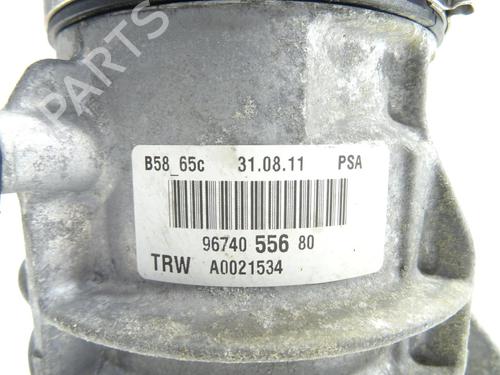 B-PARTS
B58_65c 31.08.11 PSA
96740 556 80
TRW A0021534